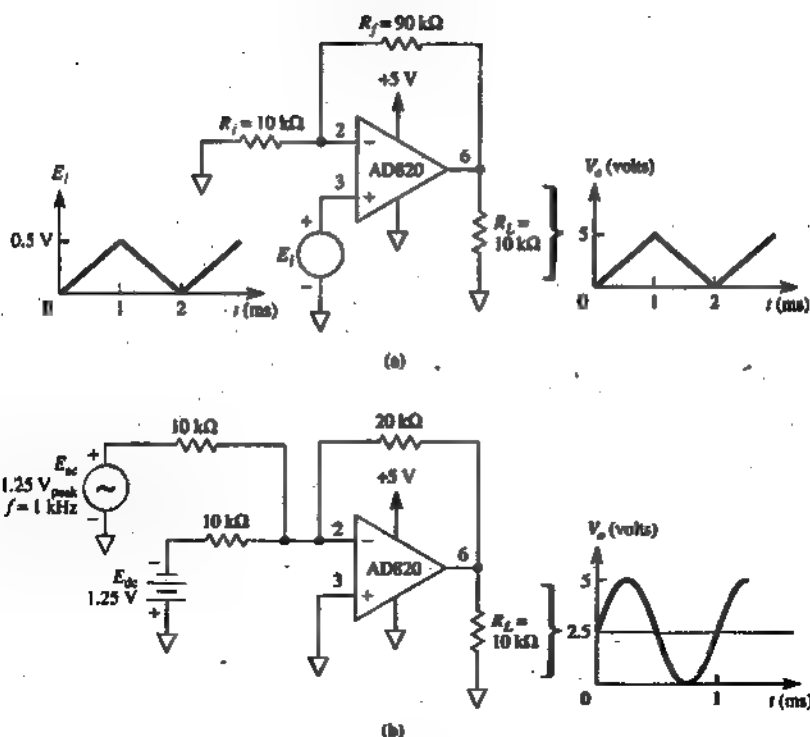 R_f = 90 kΩ
+5 V
R_i = 10 kΩ
2
−
AD820
6
3
+
E_i
0.5 V
0
1
2
t (ms)
+
E_i
−
R_L =
10 kΩ
V_o (volts)
5
0
1
2
t (ms)
(a)
10 kΩ
20 kΩ
+
E_ac
1.25 V_peak
f = 1 kHz
−
~
+5 V
10 kΩ
2
−
AD820
6
3
+
−
E_dc
1.25 V
+
R_L =
10 kΩ
V_o (volts)
5
2.5
0
1
t (ms)
(b)